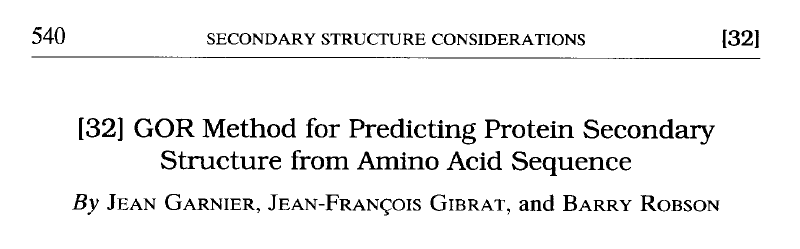 540 SECONDARY STRUCTURE CONSIDERATIONS [32]
[32] GOR Method for Predicting Protein Secondary
Structure from Amino Acid Sequence
By JEAN GARNIER, JEAN-FRANÇOIS GIBRAT, and BARRY ROBSON